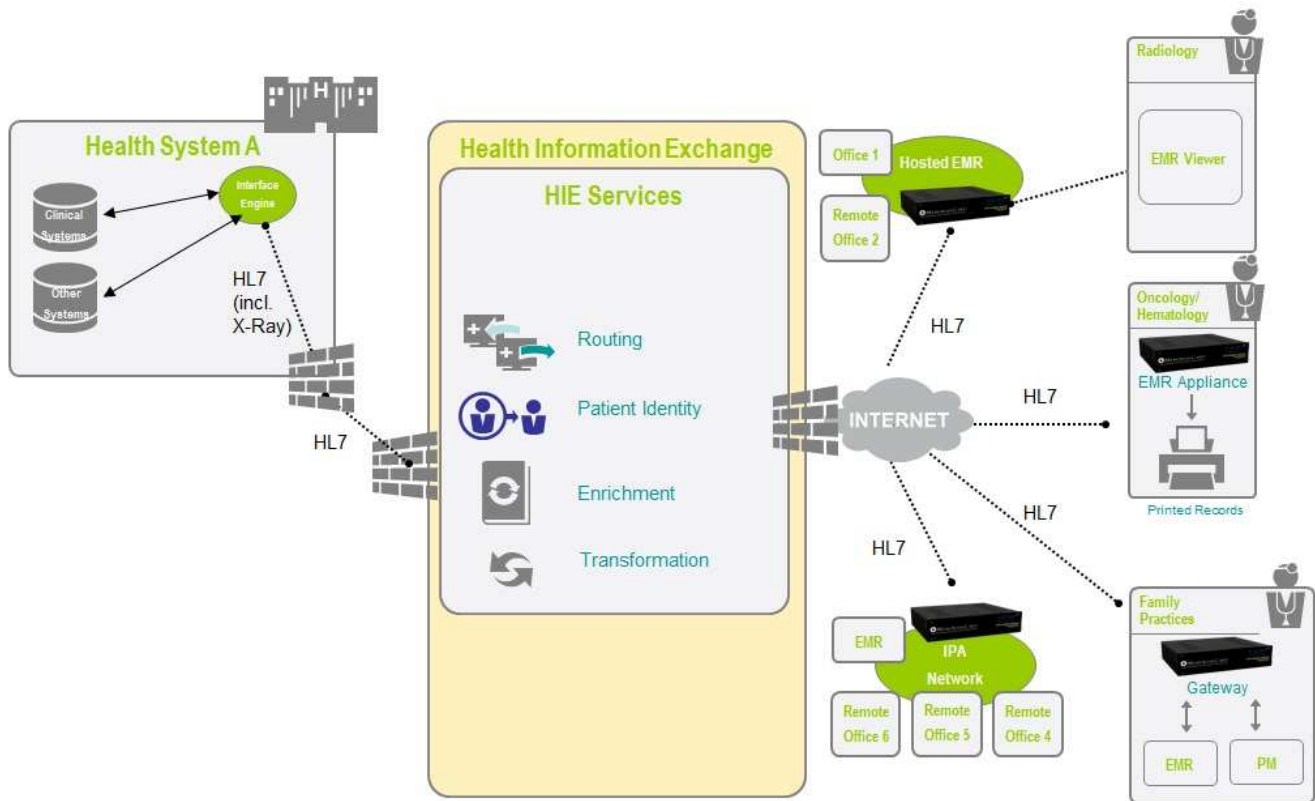 Health System A
Clinical
Systems
Interface
Engine
Other
Systems
HL7
(incl.
X-Ray)
HL7
Health Information Exchange
HIE Services
Routing
Patient Identity
Enrichment
Transformation
INTERNET
Office 1
Hosted EMR
Remote
Office 2
HL7
HL7
HL7
HL7
EMR
IPA
Network
Remote
Office 6
Remote
Office 5
Remote
Office 4
Radiology
EMR Viewer
Oncology/
Hematology
EMR Appliance
Printed Records
Family
Practices
Gateway
EMR
PM
H